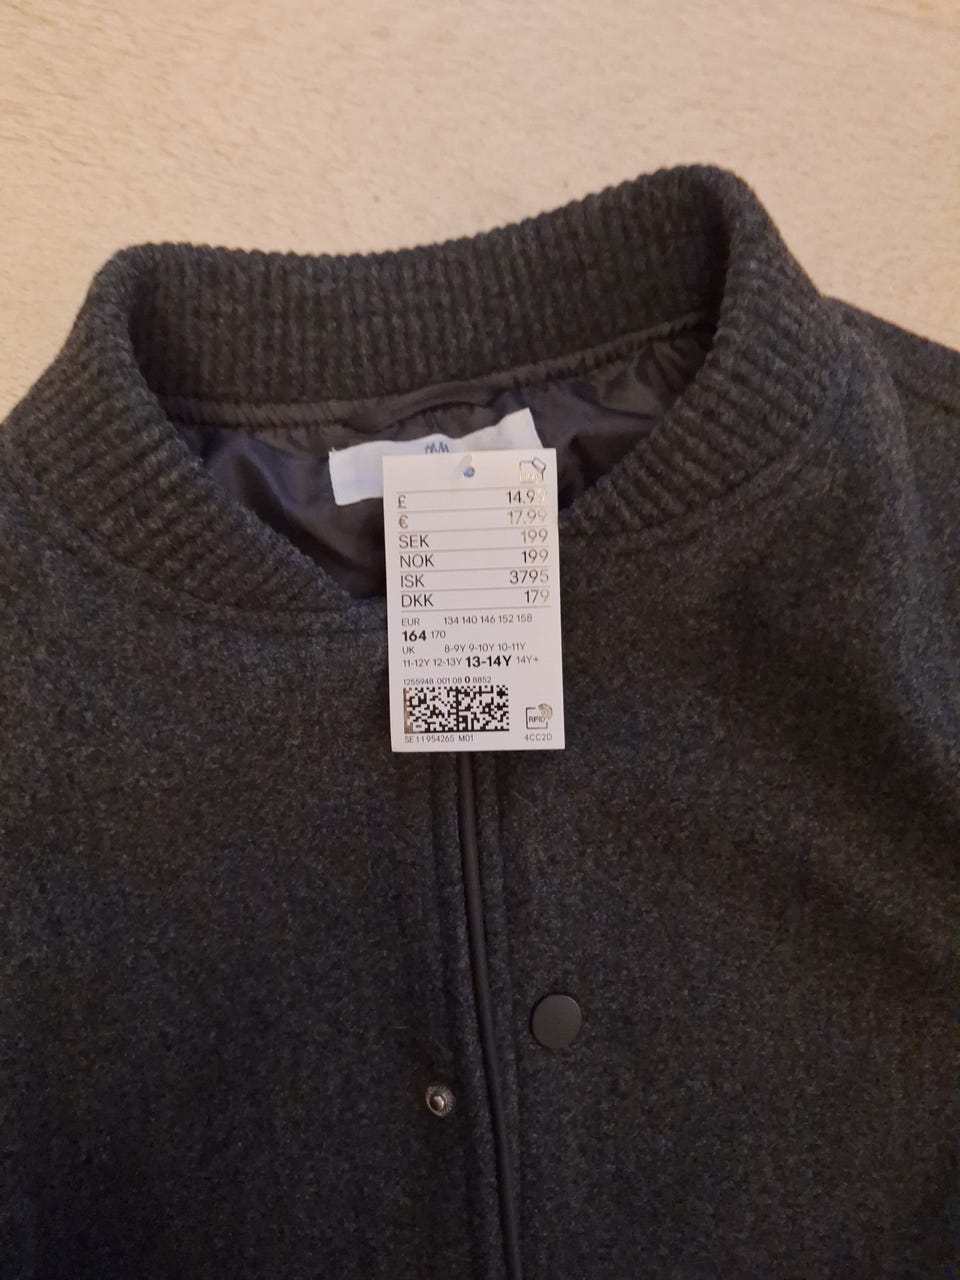 £ 14.99
€ 17.99
SEK 199
NOK 199
ISK 3795
DKK 179
EUR 134 140 146 152 158
164 170
UK 8-9Y 9-10Y 10-11Y
11-12Y 12-13Y 13-14Y 14Y+
1255948 001 08 0 8852
RFID
SE11954265 M01 4CC2D